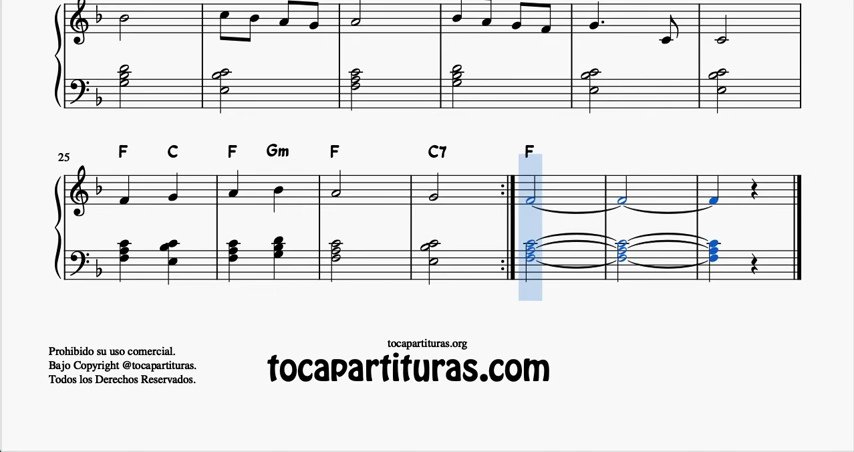 25 F C F Gm F C7 F
tocapartituras.org
Prohibido su uso comercial.
Bajo Copyright @tocapartituras.
Todos los Derechos Reservados.
tocapartituras.com